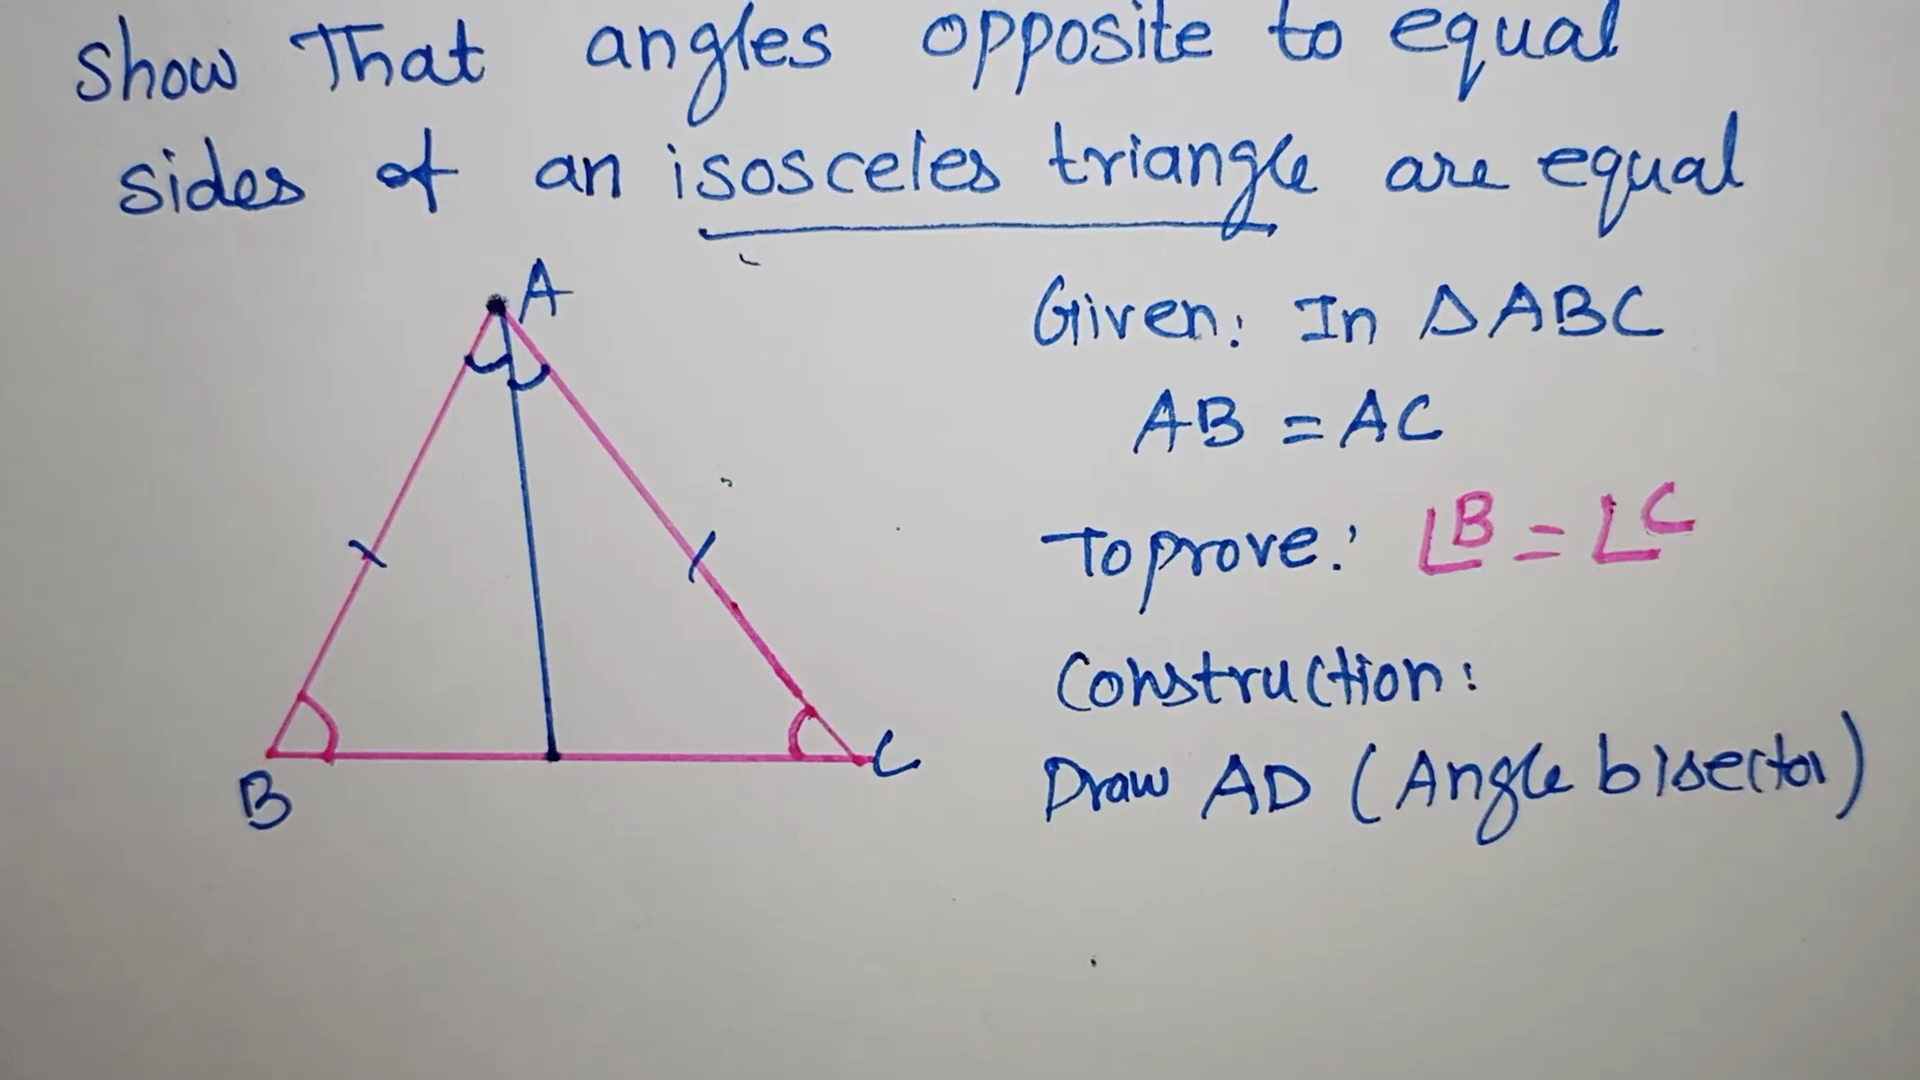 Show That angles opposite to equal
sides of an isosceles triangle are equal
A
Given: In △ABC
AB = AC
To prove: ∠B = ∠C
Construction:
Draw AD (Angle bisector)
B
C